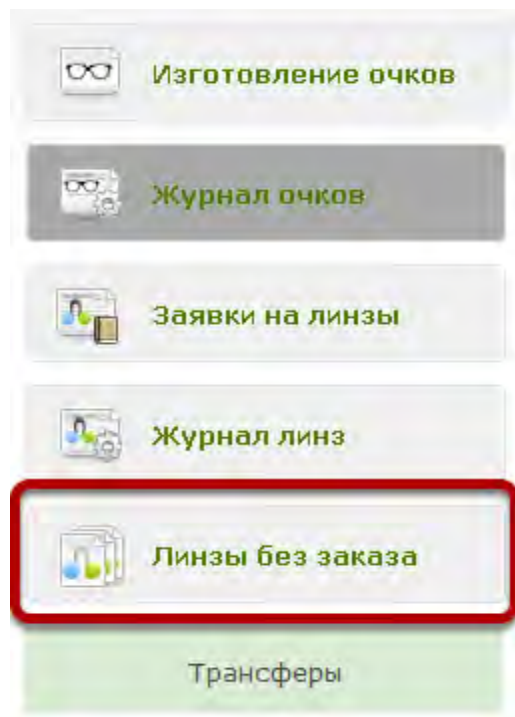 Изготовление очков
Журнал очков
Заявки на линзы
Журнал линз
Линзы без заказа
Трансферы